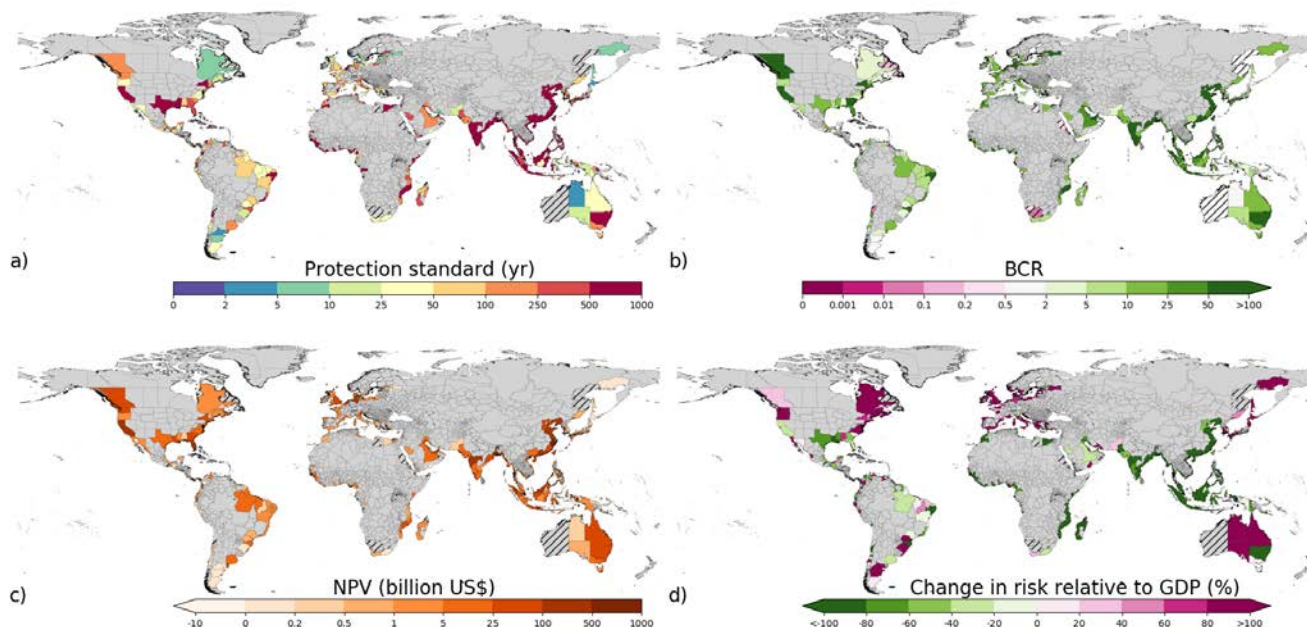 a)
Protection standard (yr)
0 2 5 10 25 50 100 250 500 1000
b)
BCR
0 0.001 0.01 0.1 0.2 0.5 2 5 10 25 50 >100
c)
NPV (billion US$)
-10 0 0.2 0.5 1 5 25 100 500 1000
d)
Change in risk relative to GDP (%)
<-100 -80 -60 -40 -20 0 20 40 60 80 >100